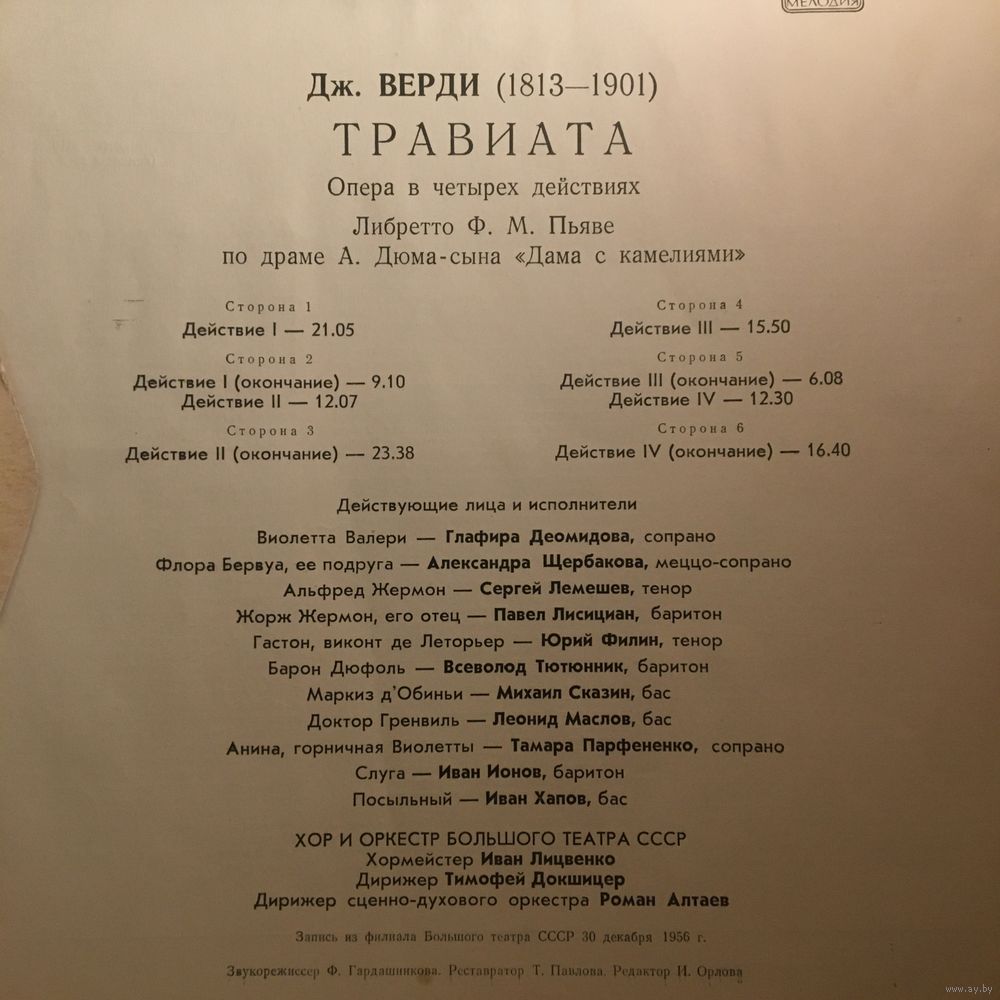 МЕЛОДИЯ
Дж. ВЕРДИ (1813—1901)
ТРАВИАТА
Опера в четырех действиях
Либретто Ф. М. Пьяве
по драме А. Дюма-сына «Дама с камелиями»
Сторона 1
Действие I — 21.05
Сторона 2
Действие I (окончание) — 9.10
Действие II — 12.07
Сторона 3
Действие II (окончание) — 23.38
Сторона 4
Действие III — 15.50
Сторона 5
Действие III (окончание) — 6.08
Действие IV — 12.30
Сторона 6
Действие IV (окончание) — 16.40
Действующие лица и исполнители
Виолетта Валери — Глафира Деомидова, сопрано
Флора Бервуа, ее подруга — Александра Щербакова, меццо-сопрано
Альфред Жермон — Сергей Лемешев, тенор
Жорж Жермон, его отец — Павел Лисициан, баритон
Гастон, виконт де Леторьер — Юрий Филин, тенор
Барон Дюфоль — Всеволод Тютюнник, баритон
Маркиз д'Обиньи — Михаил Сказин, бас
Доктор Гренвиль — Леонид Маслов, бас
Анина, горничная Виолетты — Тамара Парфененко, сопрано
Слуга — Иван Ионов, баритон
Посыльный — Иван Хапов, бас
ХОР И ОРКЕСТР БОЛЬШОГО ТЕАТРА СССР
Хормейстер Иван Лицвенко
Дирижер Тимофей Докшицер
Дирижер сценно-духового оркестра Роман Алтаев
Запись из филиала Большого театра СССР 30 декабря 1956 г.
Звукорежиссер Ф. Гардашникова. Реставратор Т. Павлова. Редактор И. Орлова
www.ay.by